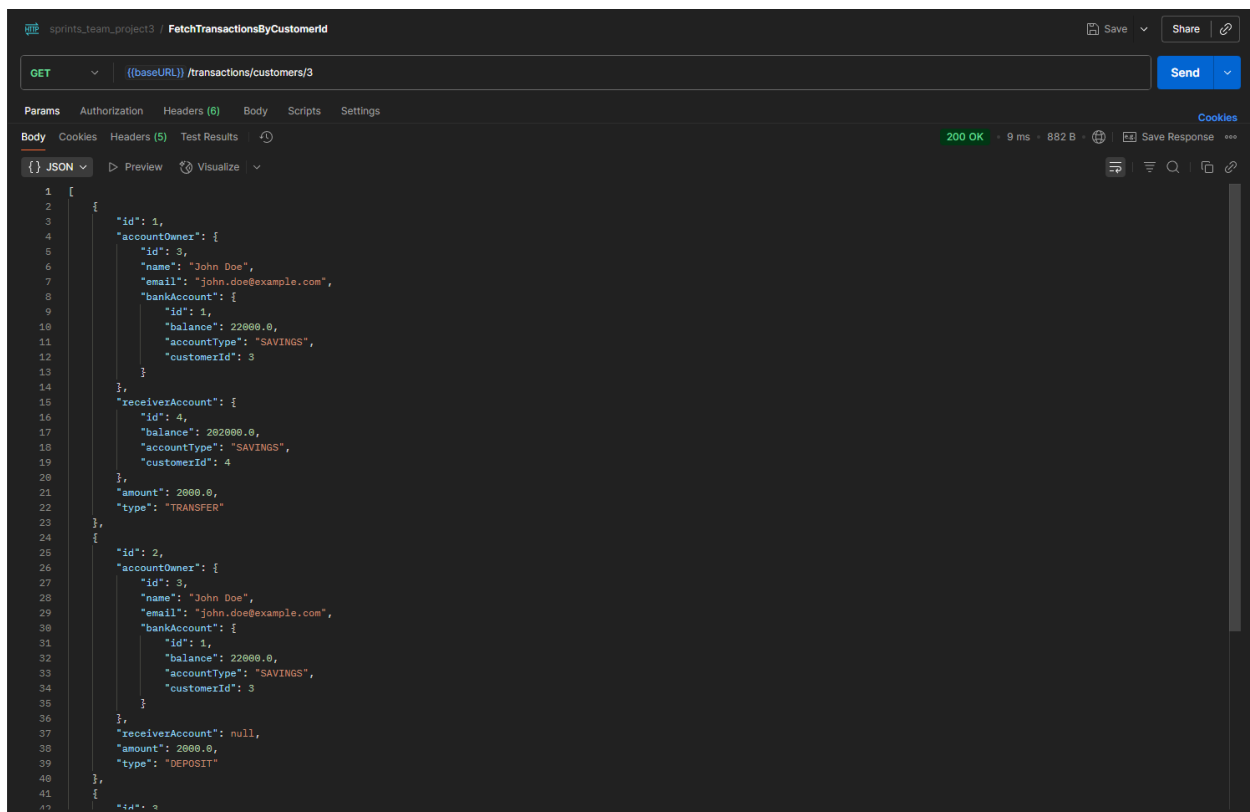 HTTP sprints_team_project3 / FetchTransactionsByCustomerId Save Share
GET {{baseURL}} /transactions/customers/3 Send
Params Authorization Headers (6) Body Scripts Settings Cookies
Body Cookies Headers (5) Test Results 200 OK 9 ms 882 B e.g. Save Response
{} JSON Preview Visualize
1 [
2 {
3 "id": 1,
4 "accountOwner": {
5 "id": 3,
6 "name": "John Doe",
7 "email": "john.doe@example.com",
8 "bankAccount": {
9 "id": 1,
10 "balance": 22000.0,
11 "accountType": "SAVINGS",
12 "customerId": 3
13 }
14 },
15 "receiverAccount": {
16 "id": 4,
17 "balance": 202000.0,
18 "accountType": "SAVINGS",
19 "customerId": 4
20 },
21 "amount": 2000.0,
22 "type": "TRANSFER"
23 },
24 {
25 "id": 2,
26 "accountOwner": {
27 "id": 3,
28 "name": "John Doe",
29 "email": "john.doe@example.com",
30 "bankAccount": {
31 "id": 1,
32 "balance": 22000.0,
33 "accountType": "SAVINGS",
34 "customerId": 3
35 }
36 },
37 "receiverAccount": null,
38 "amount": 2000.0,
39 "type": "DEPOSIT"
40 },
41 {
42 "id": 3